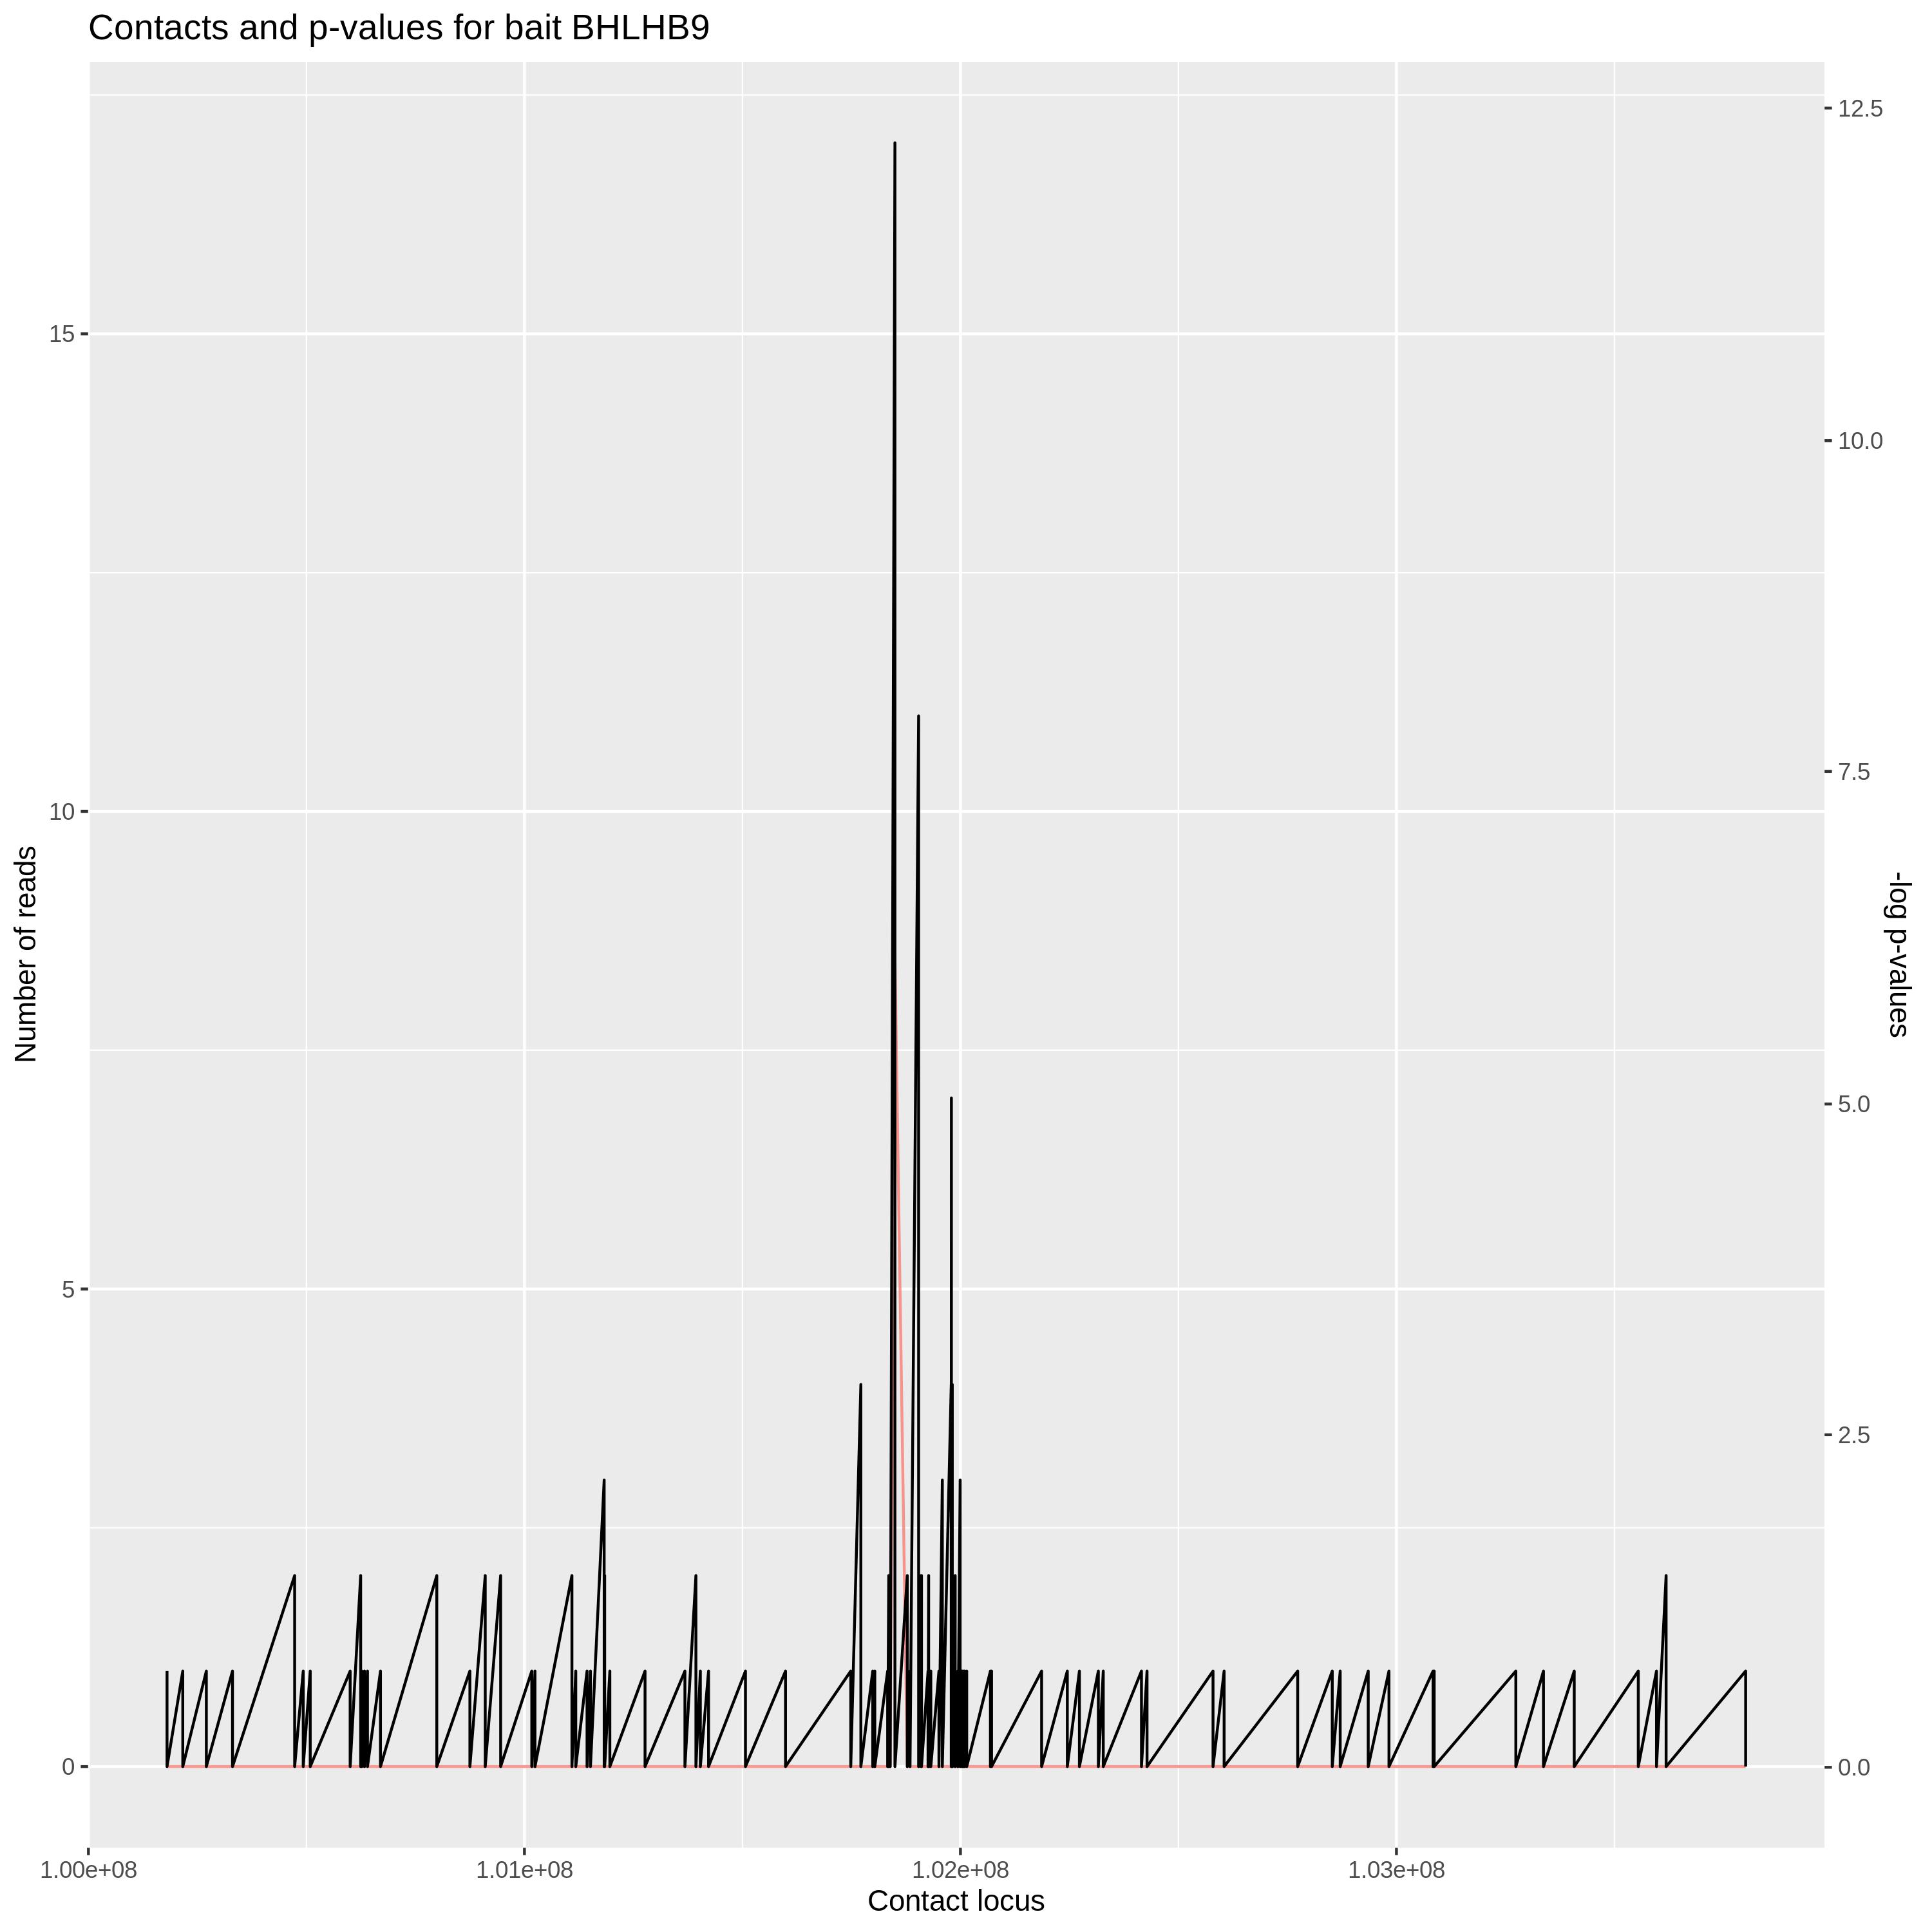 Contacts and p-values for bait BHLHB9
Number of reads
15
10
5
0
12.5
10.0
7.5
5.0
2.5
0.0
-log p-values
1.00e+08
1.01e+08
1.02e+08
1.03e+08
Contact locus